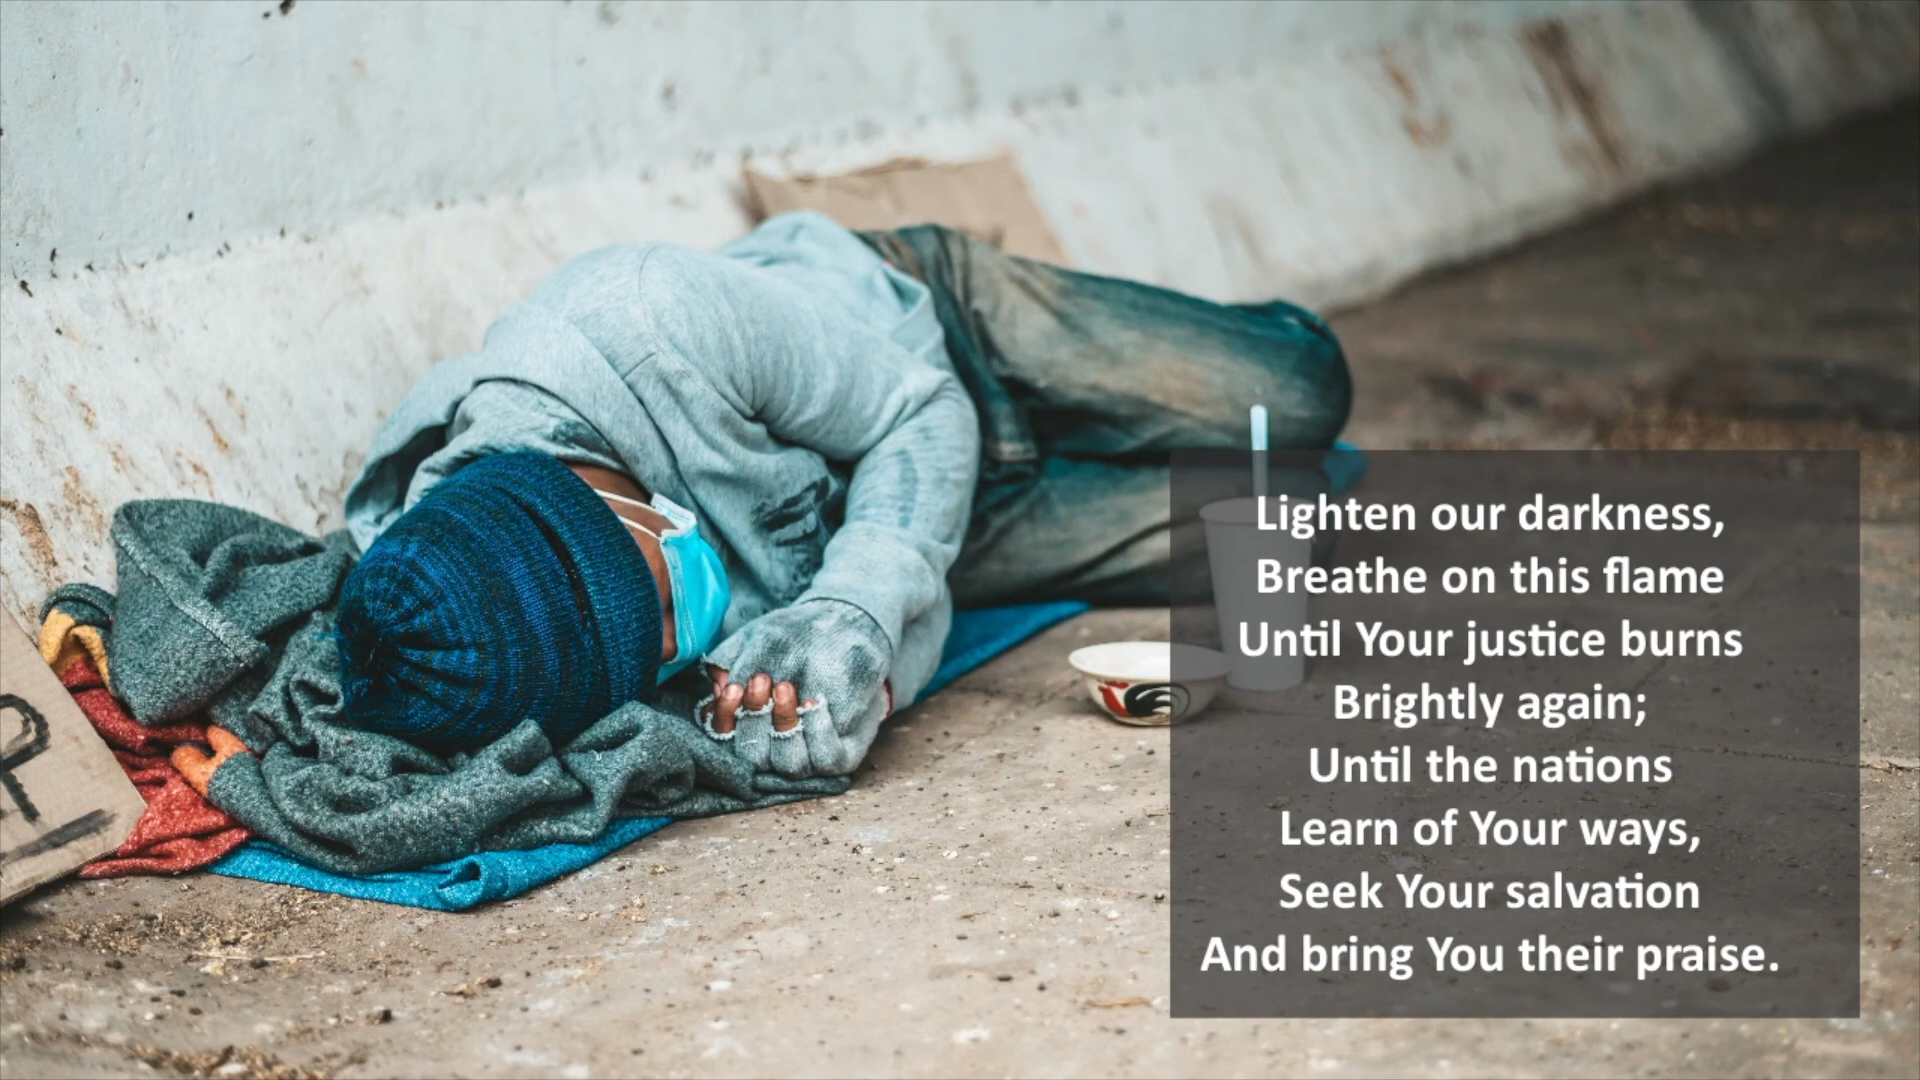 Lighten our darkness,
Breathe on this flame
Until Your justice burns
Brightly again;
Until the nations
Learn of Your ways,
Seek Your salvation
And bring You their praise.